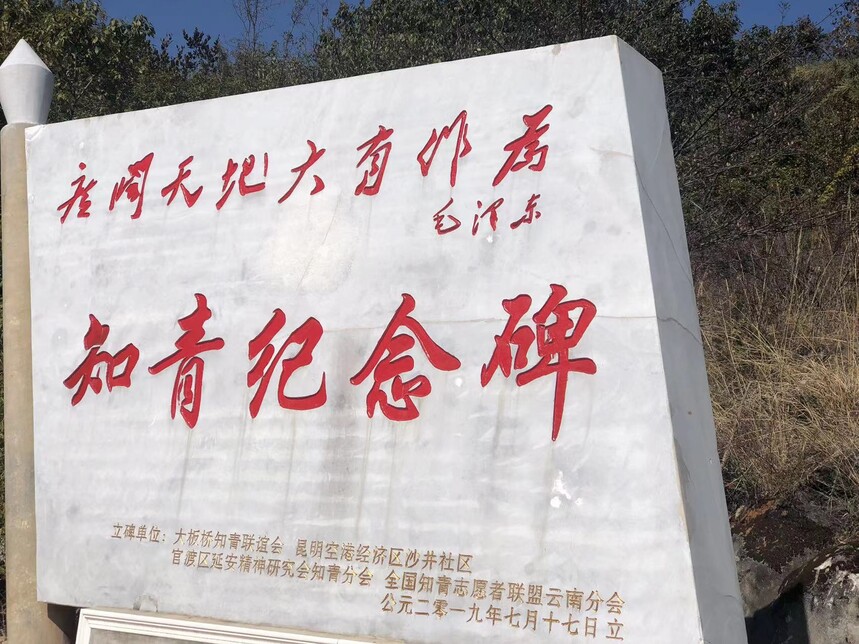 广阔天地大有作为
毛泽东
知青纪念碑
立碑单位：大板桥知青联谊会 昆明空港经济区沙井社区
官渡区延安精神研究会知青分会 全国知青志愿者联盟云南分会
公元二零一九年七月十七日立